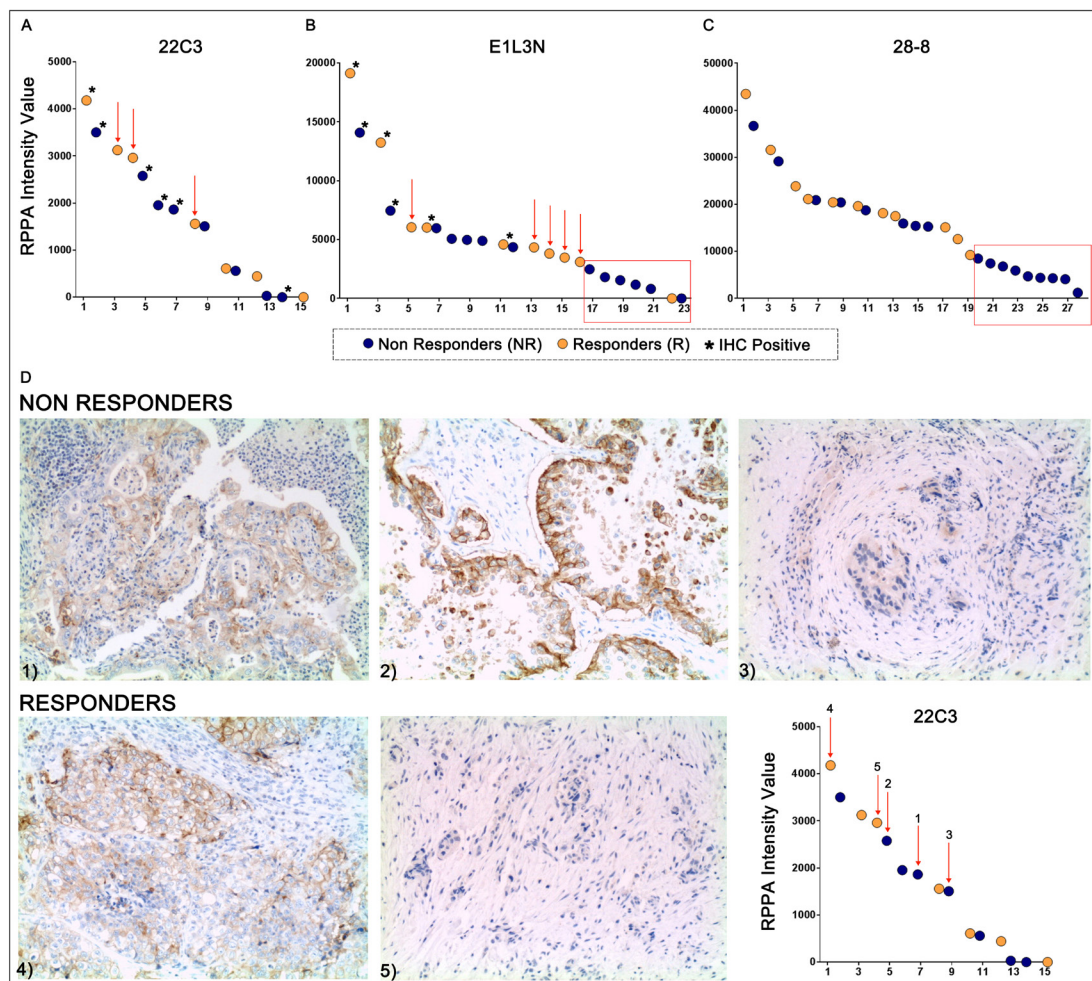 A
22C3
RPPA Intensity Value
5000
4000
3000
2000
1000
0
1 3 5 7 9 11 13 15
* * * * * *
B
E1L3N
20000
15000
10000
5000
0
1 3 5 7 9 11 13 15 17 19 21 23
* * * * * *
C
28-8
50000
40000
30000
20000
10000
0
1 3 5 7 9 11 13 15 17 19 21 23 25 27
Non Responders (NR) Responders (R) * IHC Positive
D
NON RESPONDERS
1)
2)
3)
RESPONDERS
4)
5)
22C3
RPPA Intensity Value
5000
4000
3000
2000
1000
0
4
5
2
1
3
1 3 5 7 9 11 13 15